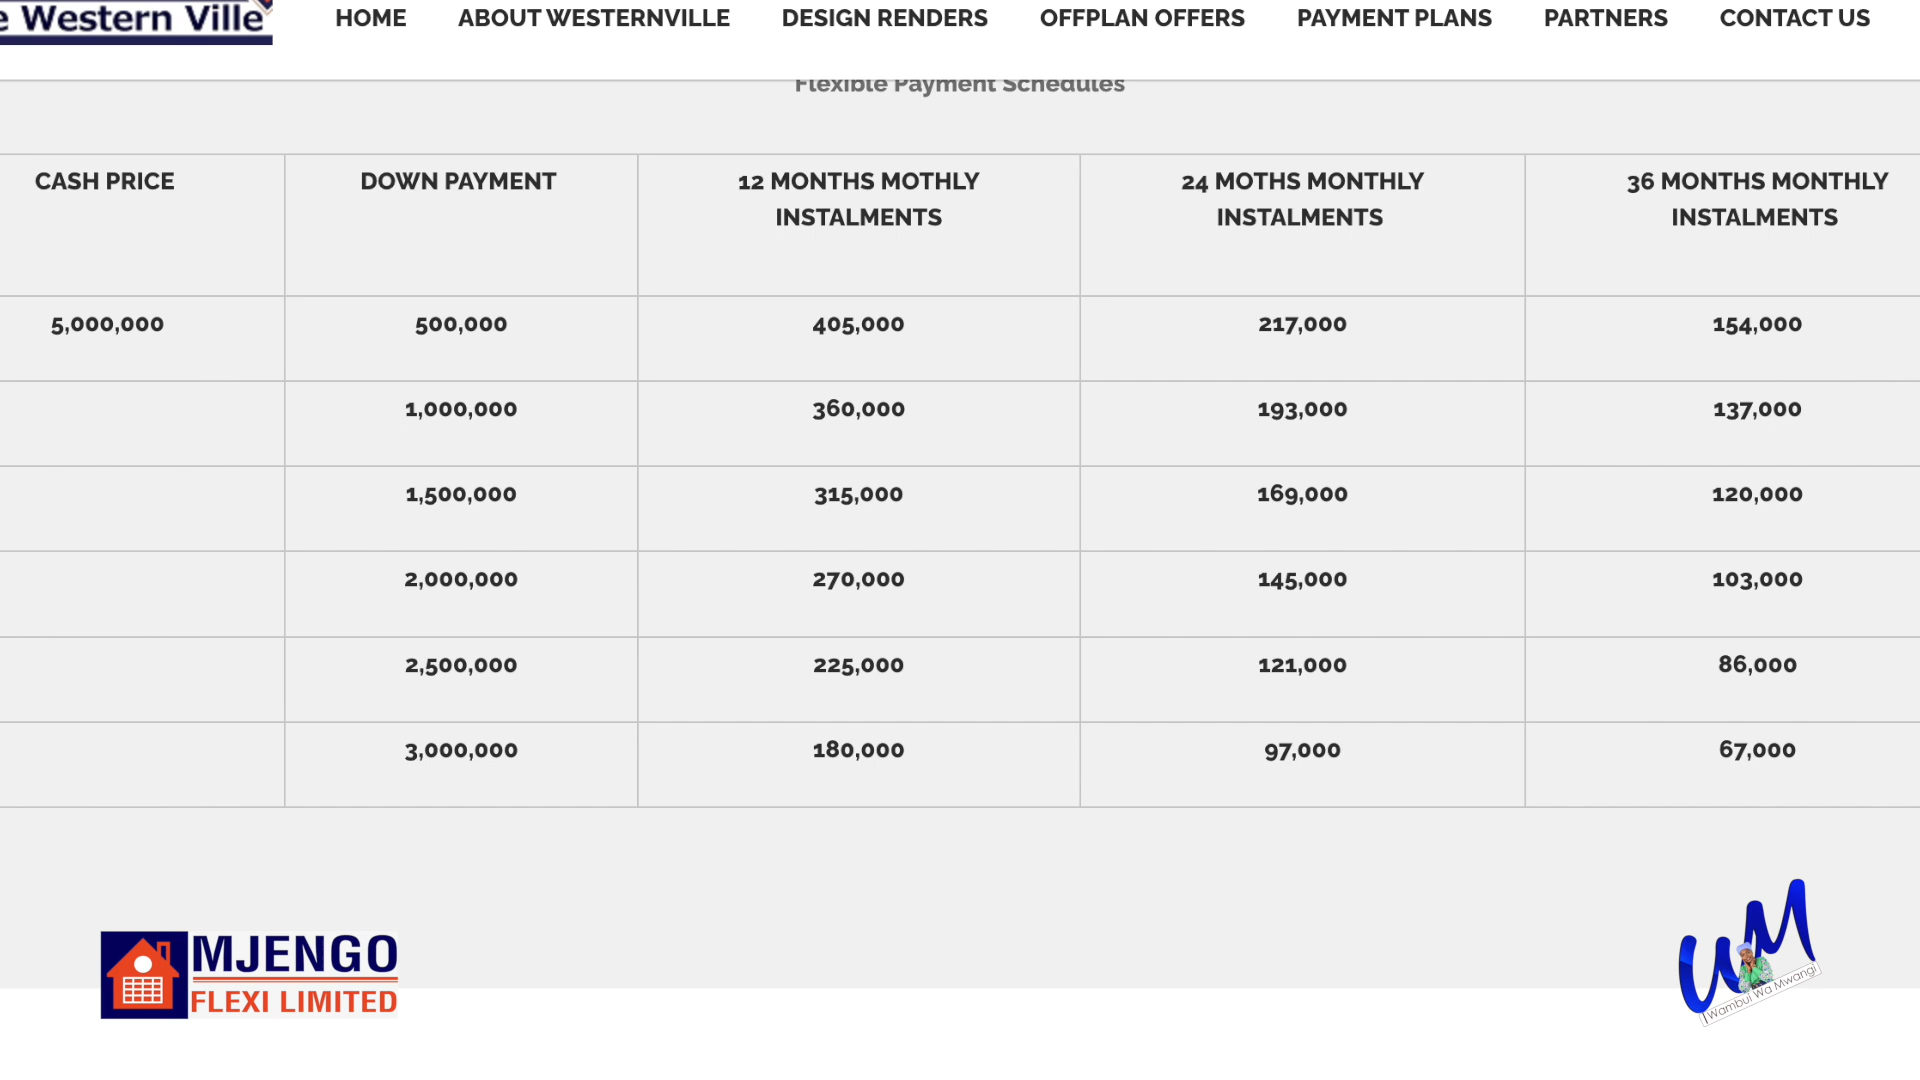 e Western Ville
HOME ABOUT WESTERNVILLE DESIGN RENDERS OFFPLAN OFFERS PAYMENT PLANS PARTNERS CONTACT US
Flexible Payment Schedules
CASH PRICE DOWN PAYMENT 12 MONTHS MOTHLY INSTALMENTS 24 MOTHS MONTHLY INSTALMENTS 36 MONTHS MONTHLY INSTALMENTS
5,000,000 500,000 405,000 217,000 154,000
1,000,000 360,000 193,000 137,000
1,500,000 315,000 169,000 120,000
2,000,000 270,000 145,000 103,000
2,500,000 225,000 121,000 86,000
3,000,000 180,000 97,000 67,000
MJENGO
FLEXI LIMITED
WM
Wambui Wa Mwangi